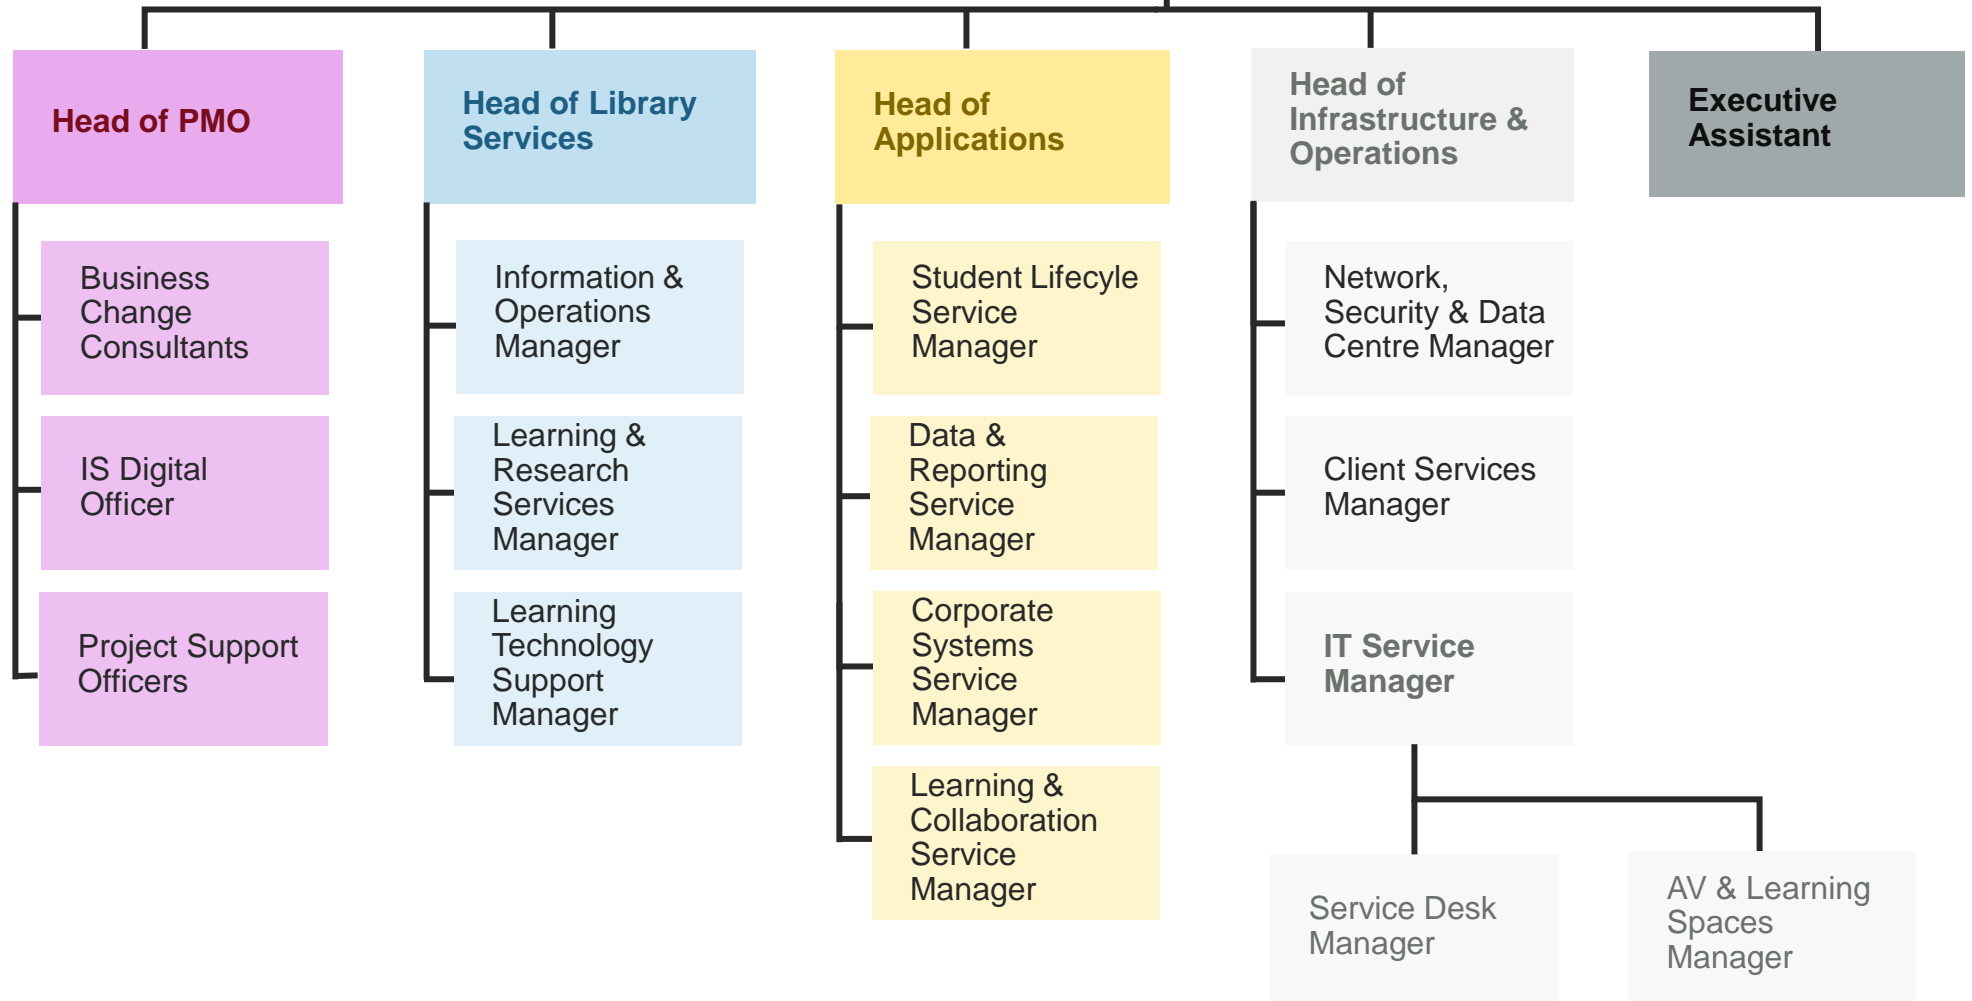 Head of PMO
Head of Library
Services
Head of
Applications
Head of
Infrastructure &
Operations
Executive
Assistant
Business
Change
Consultants
IS Digital
Officer
Project Support
Officers
Information &
Operations
Manager
Learning &
Research
Services
Manager
Learning
Technology
Support
Manager
Student Lifecyle
Service
Manager
Data &
Reporting
Service
Manager
Corporate
Systems
Service
Manager
Learning &
Collaboration
Service
Manager
Network,
Security & Data
Centre Manager
Client Services
Manager
IT Service
Manager
Service Desk
Manager
AV & Learning
Spaces
Manager